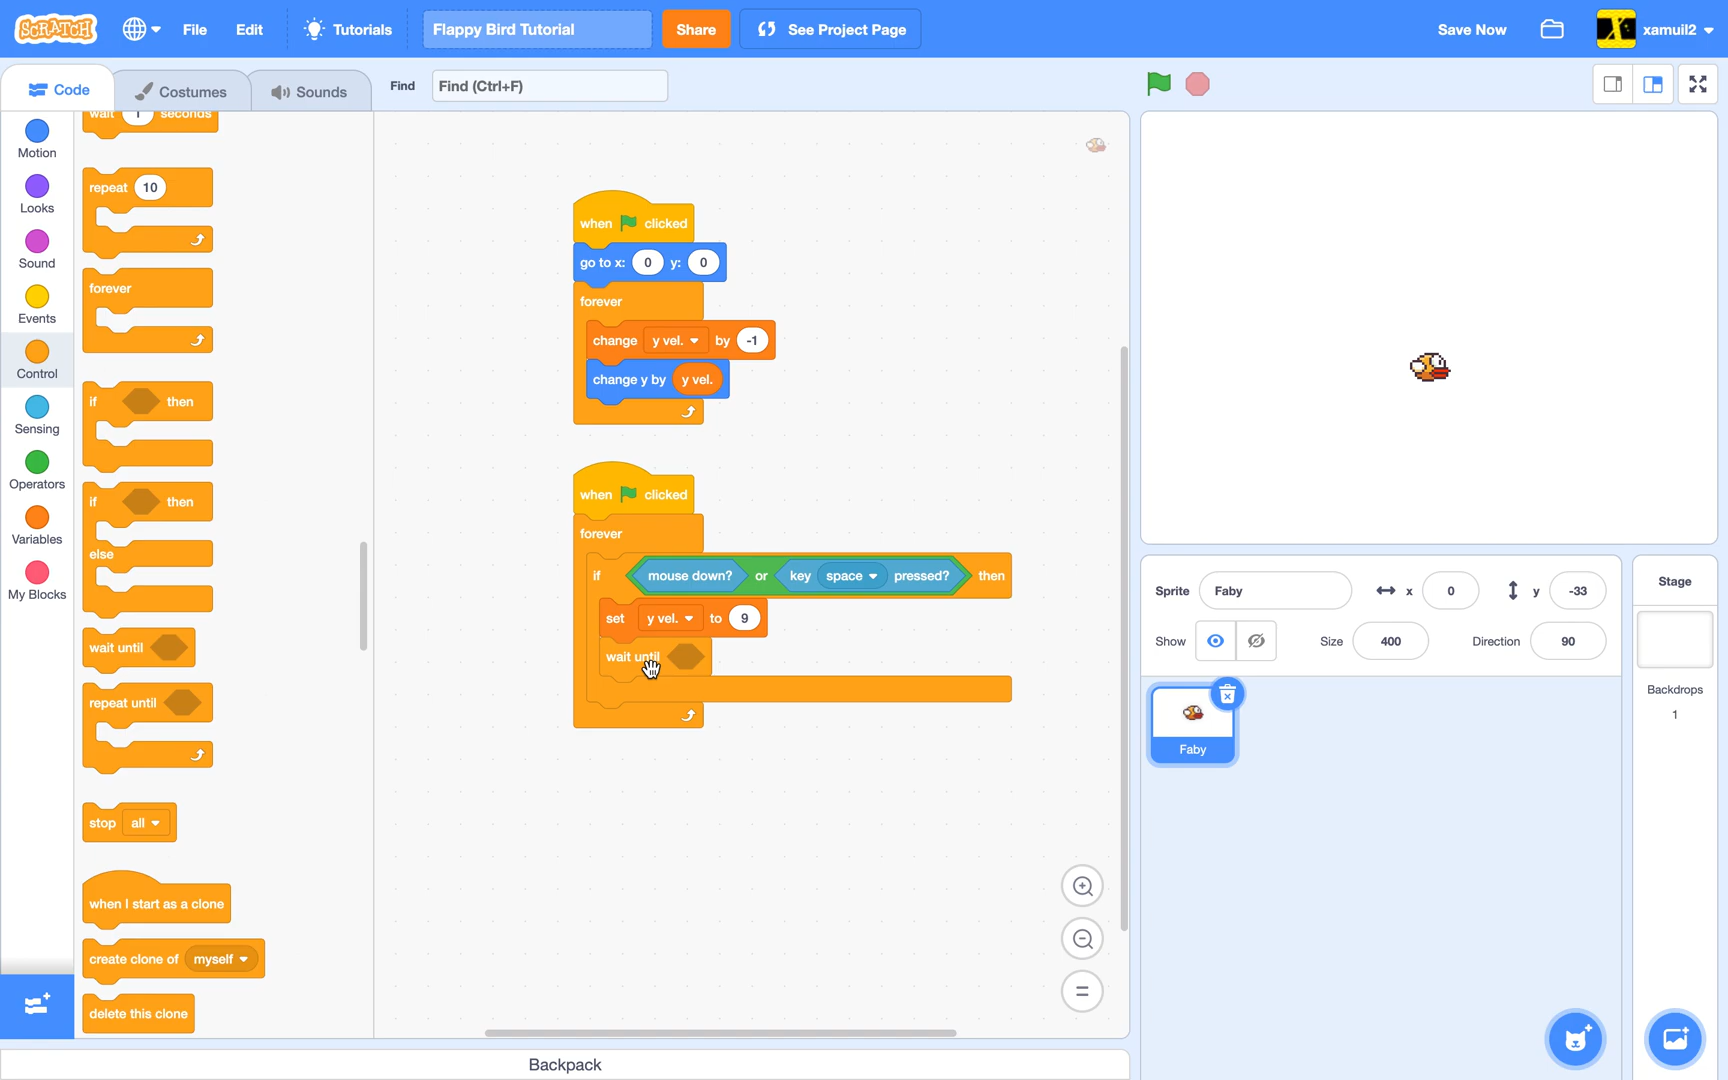 SCRATCH File Edit Tutorials Flappy Bird Tutorial Share See Project Page Save Now xamuil2
Code Costumes Sounds Find Find (Ctrl+F)
Motion
Looks
Sound
Events
Control
Sensing
Operators
Variables
My Blocks
wait 1 seconds
repeat 10
forever
if then
if then
else
wait until
repeat until
stop all
when I start as a clone
create clone of myself
delete this clone
when clicked
go to x: 0 y: 0
forever
change y vel. by -1
change y by y vel.
when clicked
forever
if mouse down? or key space pressed? then
set y vel. to 9
wait until
Backpack
Sprite Faby x 0 y -33
Show Size 400 Direction 90
Faby
Stage
Backdrops
1